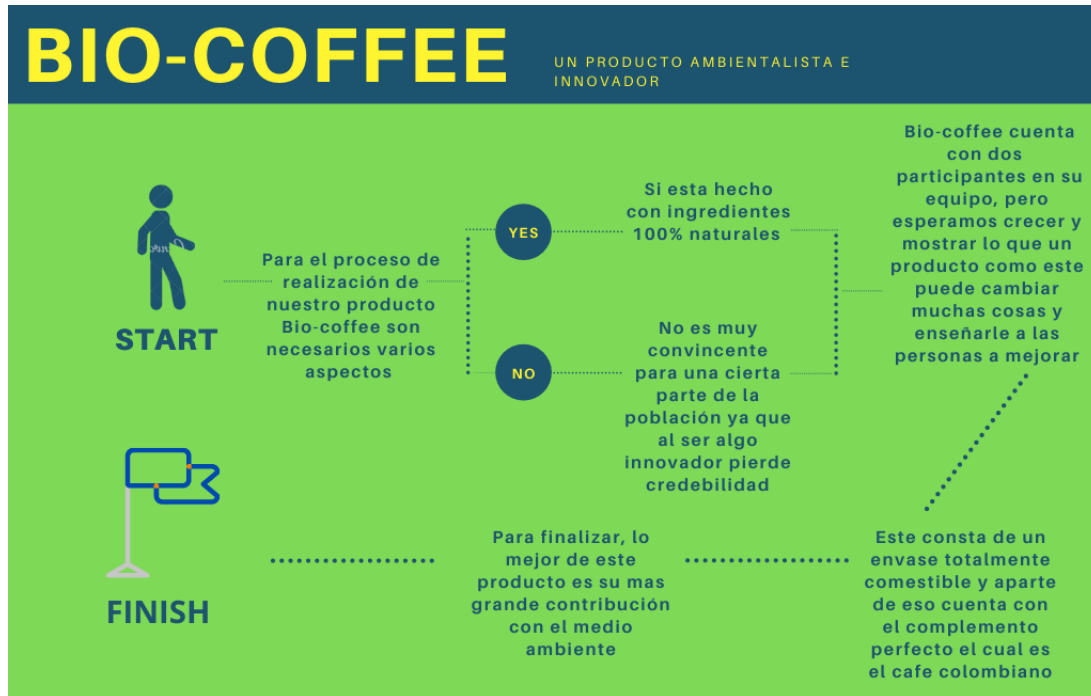 BIO-COFFEE
UN PRODUCTO AMBIENTALISTA E
INNOVADOR
START
Para el proceso de
realización de
nuestro producto
Bio-coffee son
necesarios varios
aspectos
YES
Si esta hecho
con ingredientes
100% naturales
NO
No es muy
convincente
para una cierta
parte de la
población ya que
al ser algo
innovador pierde
credebilidad
Bio-coffee cuenta
con dos
participantes en su
equipo, pero
esperamos crecer y
mostrar lo que un
producto como este
puede cambiar
muchas cosas y
enseñarle a las
personas a mejorar
Este consta de un
envase totalmente
comestible y aparte
de eso cuenta con
el complemento
perfecto el cual es
el cafe colombiano
Para finalizar, lo
mejor de este
producto es su mas
grande contribución
con el medio
ambiente
FINISH